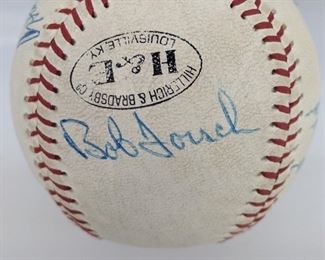 HILLERICH & BRADSBY CO
H & B
LOUISVILLE, KY.
Bob Forsch